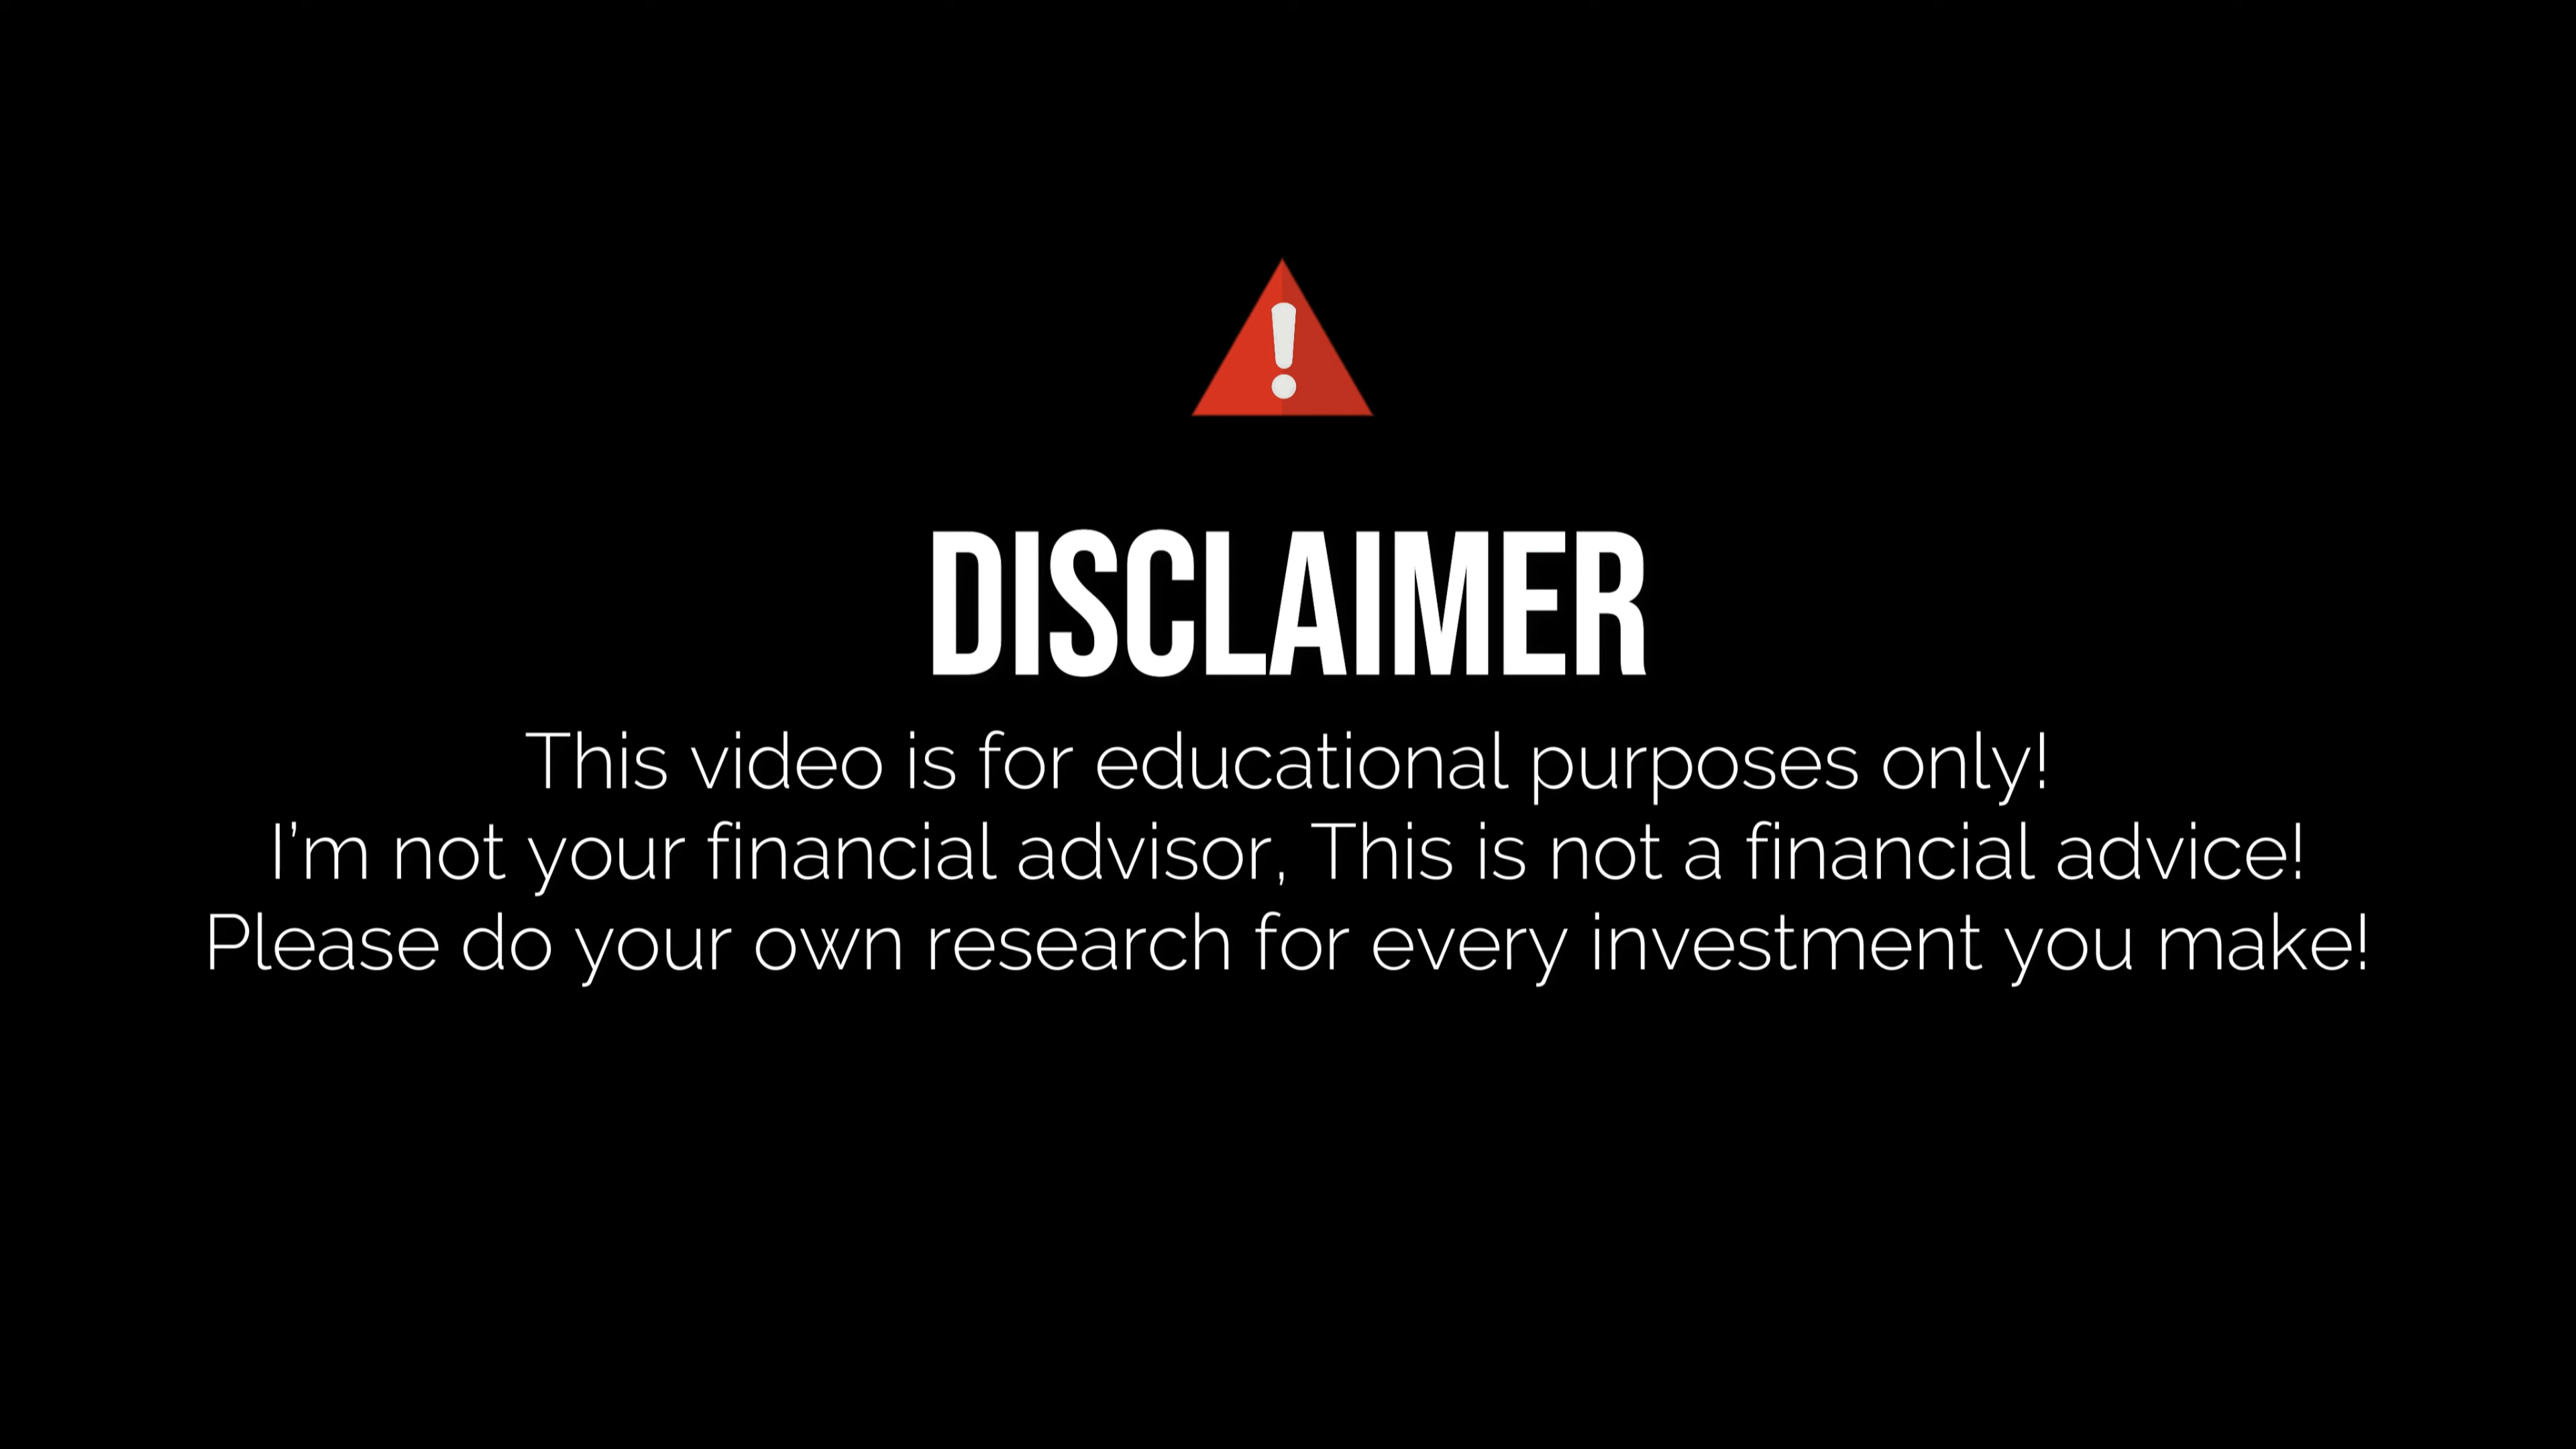 DISCLAIMER
This video is for educational purposes only!
I'm not your financial advisor, This is not a financial advice!
Please do your own research for every investment you make!